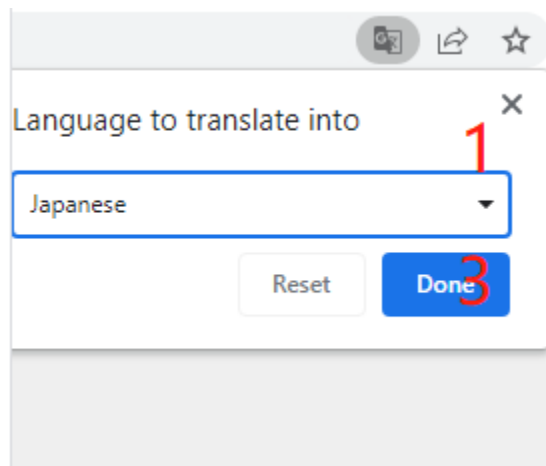 Language to translate into
1
Japanese
Reset
Done
3